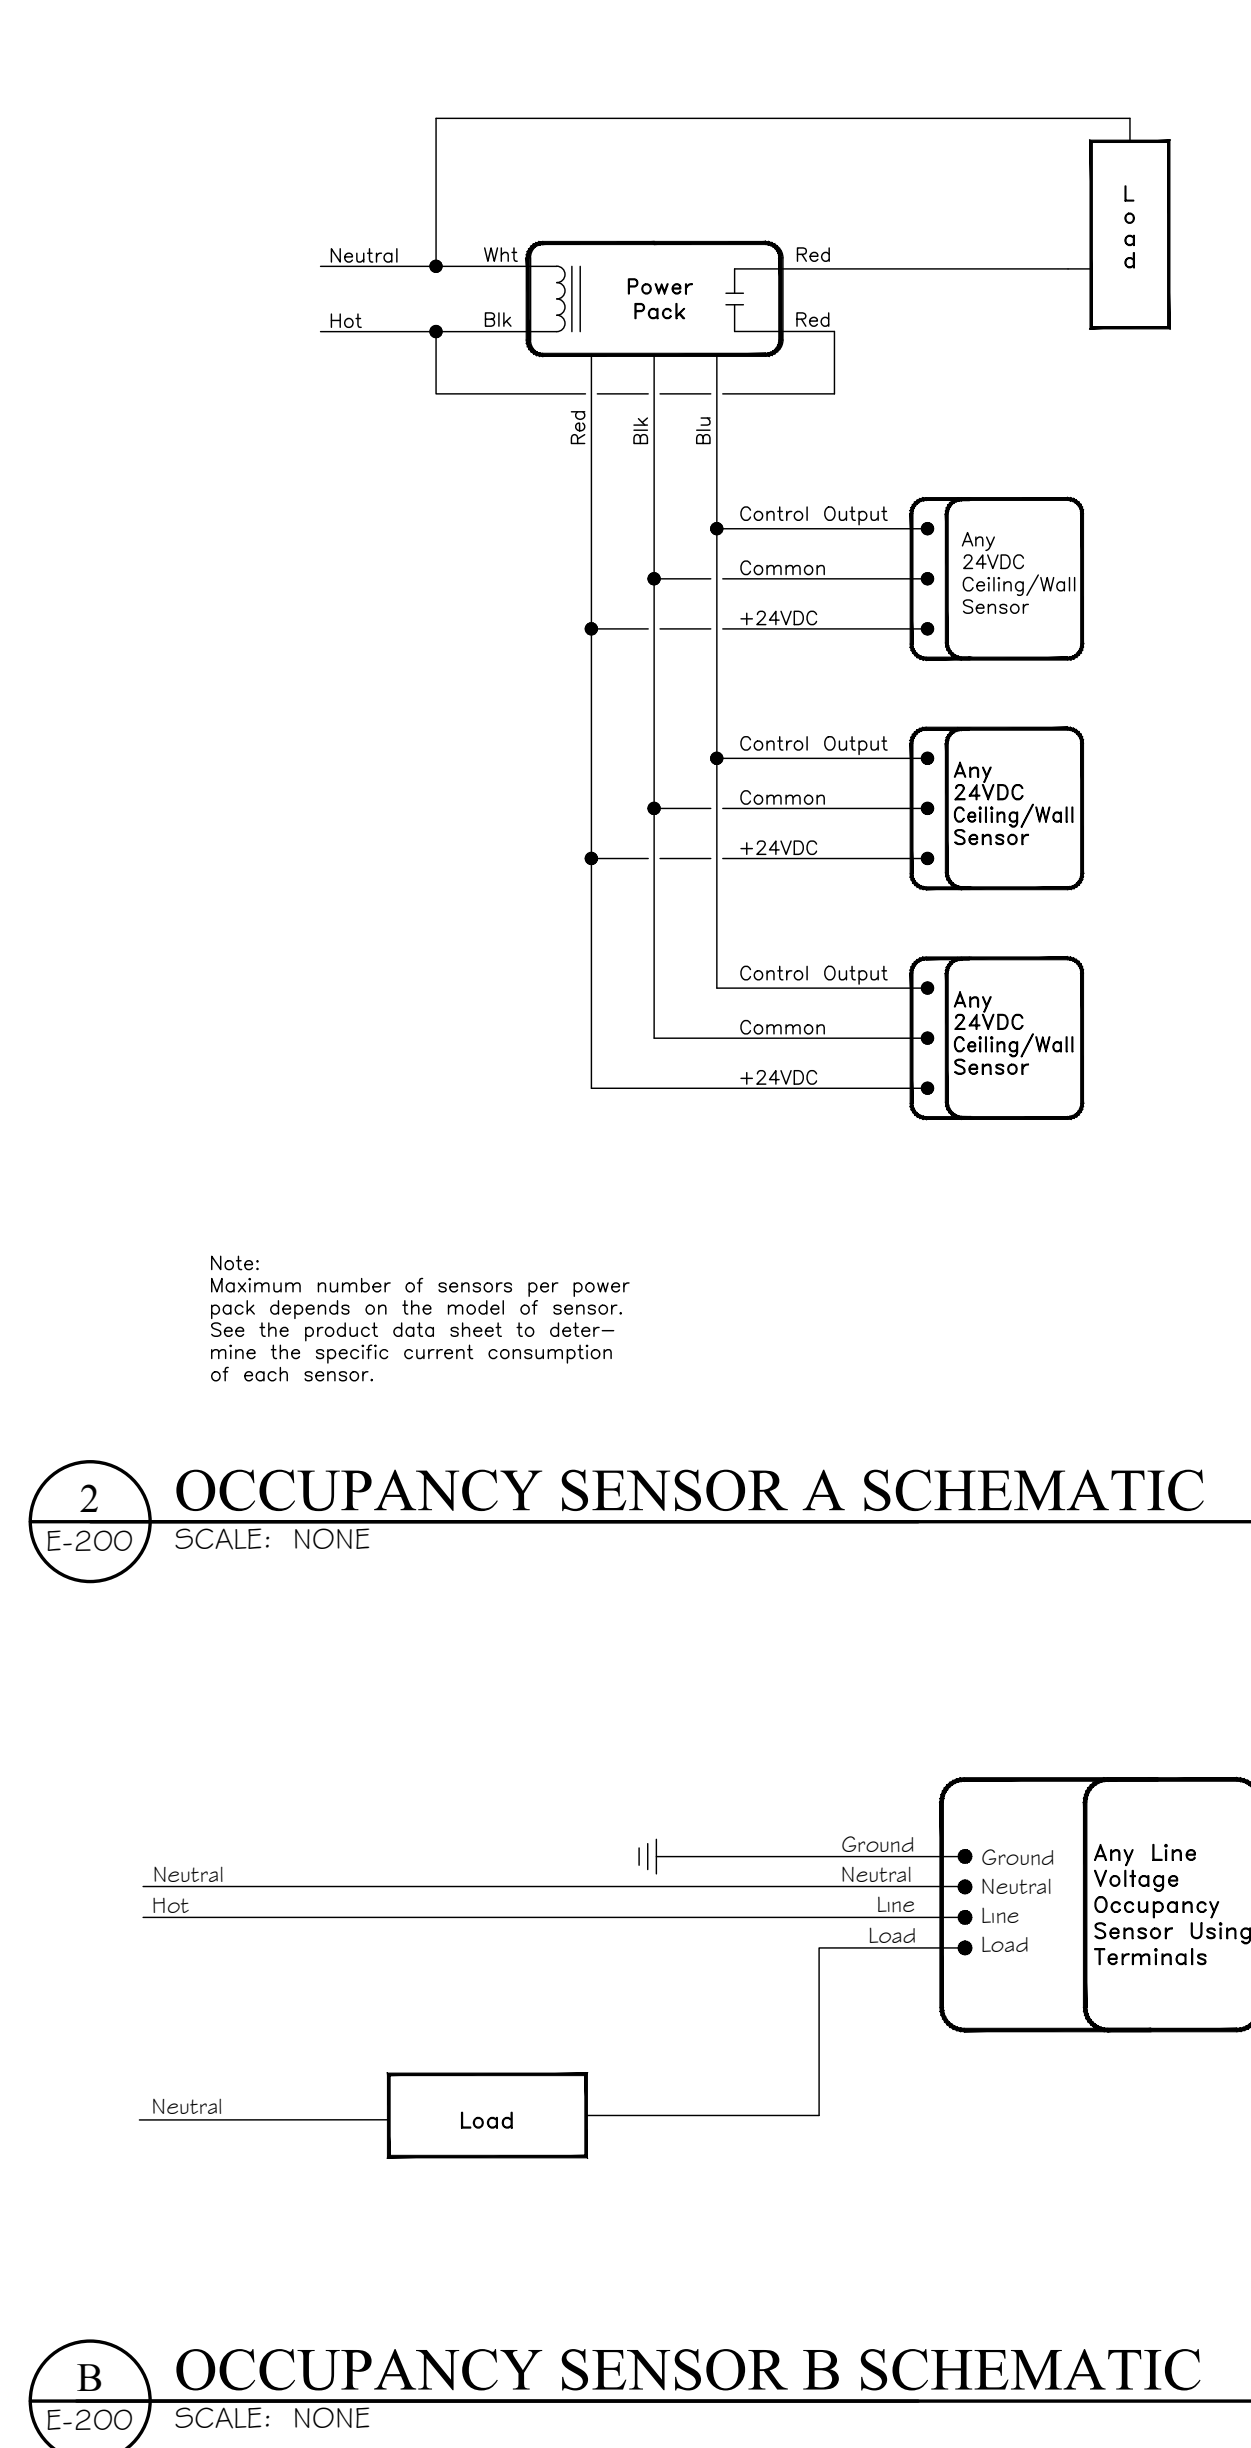 L
o
a
d
Neutral
Wht
Red
Power
Pack
Hot
Blk
Red
Red
Blk
Blu
Control Output
Common
+24VDC
Any
24VDC
Ceiling/Wall
Sensor
Control Output
Common
+24VDC
Any
24VDC
Ceiling/Wall
Sensor
Control Output
Common
+24VDC
Any
24VDC
Ceiling/Wall
Sensor
Note:
Maximum number of sensors per power
pack depends on the model of sensor.
See the product data sheet to deter–
mine the specific current consumption
of each sensor.
2
E-200
OCCUPANCY SENSOR A SCHEMATIC
SCALE: NONE
Ground
Neutral
Line
Load
Neutral
Hot
Ground
Neutral
Line
Load
Any Line
Voltage
Occupancy
Sensor Using
Terminals
Neutral
Load
B
E-200
OCCUPANCY SENSOR B SCHEMATIC
SCALE: NONE